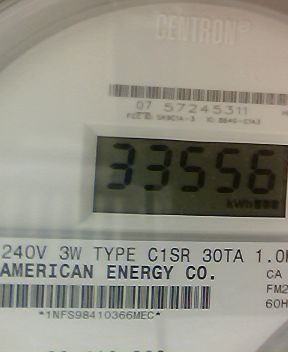 CENTRON®
07 57245311
33556
kWh
240V 3W TYPE C1SR 30TA 1.0
AMERICAN ENERGY CO.
CA
FM2
60H
*1NFS98410366MEC*